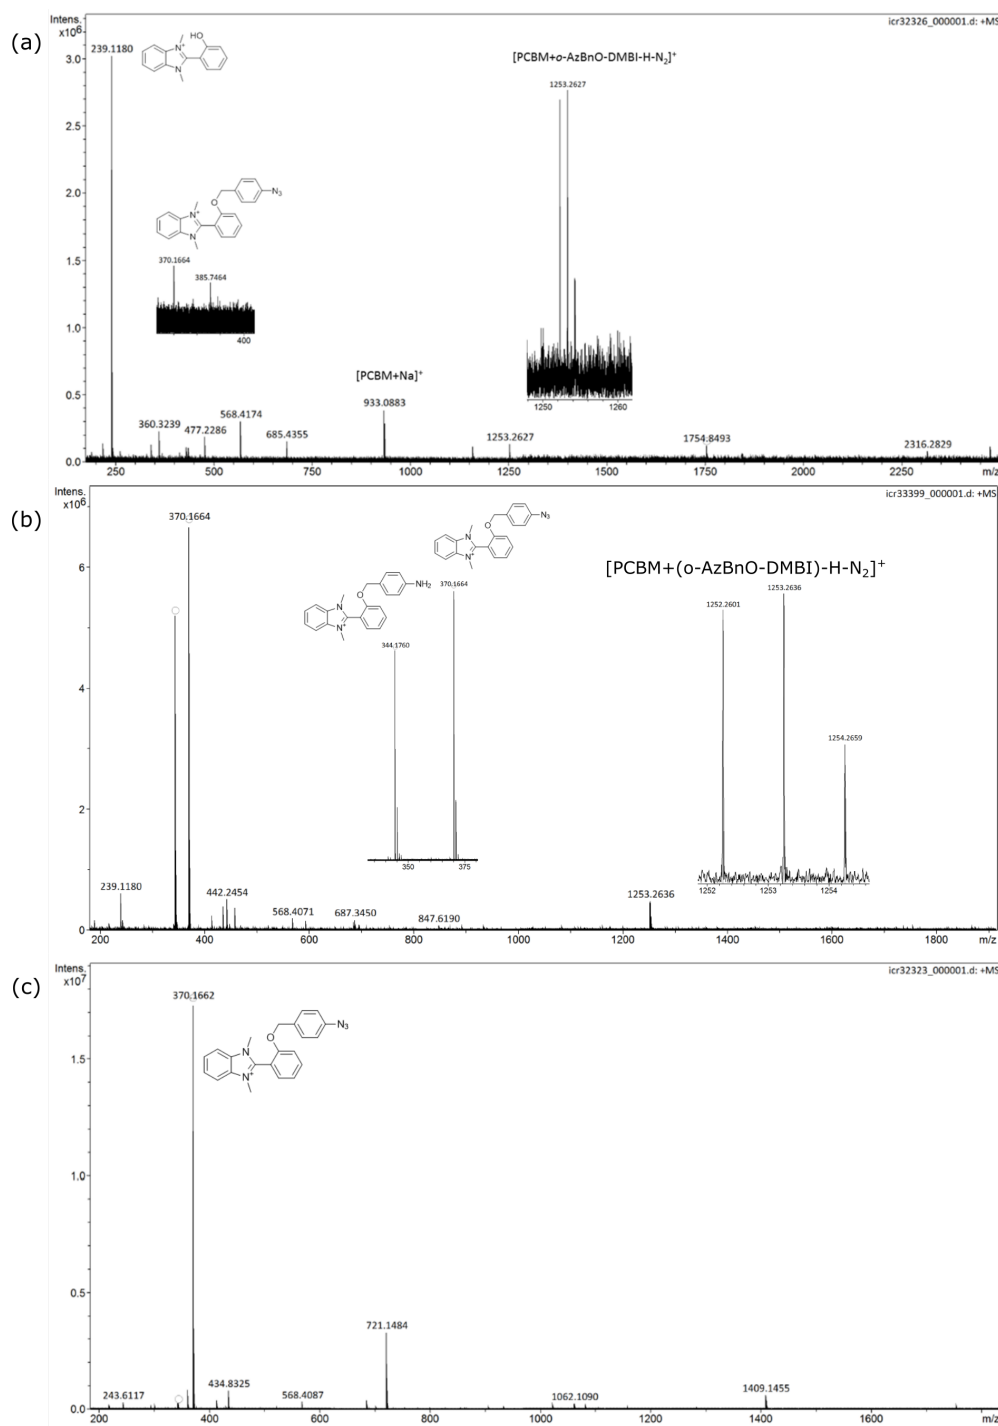 (a)
Intens.
x10⁶
icr32326_000001.d: +MS
239.1180
HO
N⁺
N
[PCBM+o-AzBnO-DMBI-H-N₂]⁺
1253.2627
3.0
2.5
2.0
1.5
1.0
0.5
0.0
N₃
O
N⁺
N
370.1664
385.7464
400
1250
1260
[PCBM+Na]⁺
933.0883
360.3239
477.2286
568.4174
685.4355
1253.2627
1754.8493
2316.2829
250
500
750
1000
1250
1500
1750
2000
2250
m/z
(b)
Intens.
x10⁶
icr33399_000001.d: +MS
370.1664
N₃
O
N
N⁺
370.1664
NH₂
O
N
N⁺
344.1760
350
375
[PCBM+(o-AzBnO-DMBI)-H-N₂]⁺
1252.2601
1253.2636
1254.2659
1252
1253
1254
6
4
2
0
239.1180
442.2454
568.4071
687.3450
847.6190
1253.2636
200
400
600
800
1000
1200
1400
1600
1800
m/z
(c)
Intens.
x10⁷
icr32323_000001.d: +MS
370.1662
N₃
O
N
N⁺
1.5
1.0
0.5
0.0
243.6117
434.8325
568.4087
721.1484
1062.1090
1409.1455
200
400
600
800
1000
1200
1400
1600
m/z